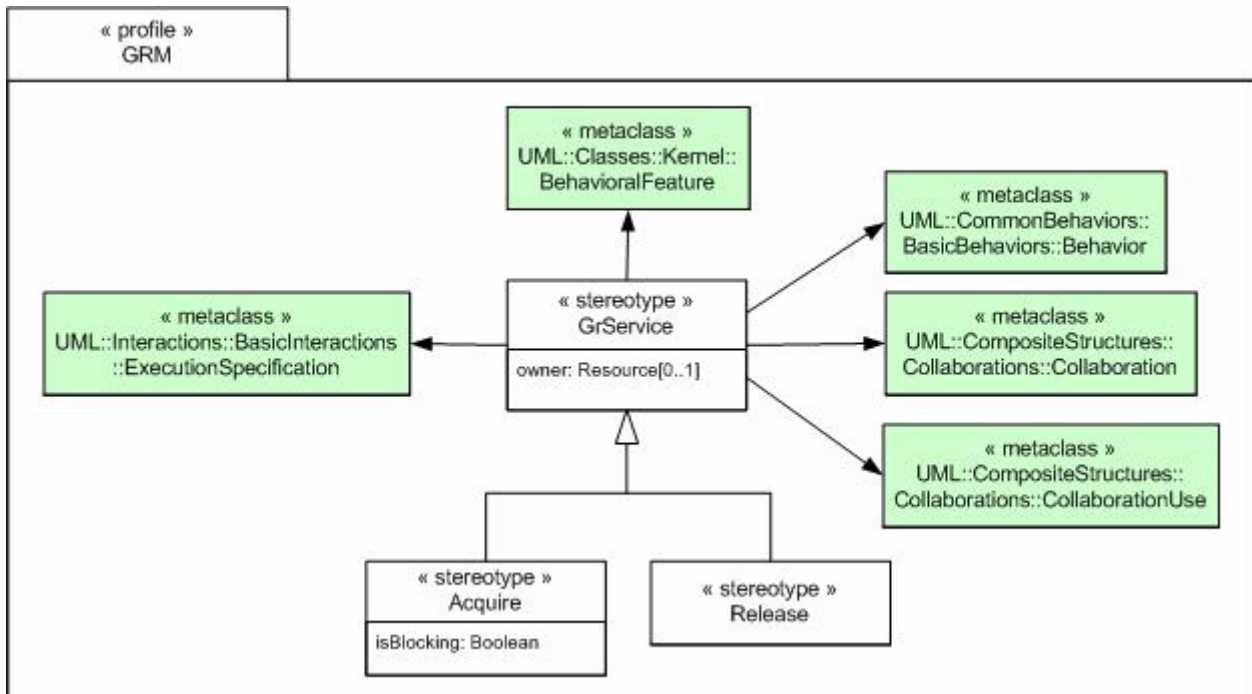 « profile »
GRM
« metaclass »
UML::Classes::Kernel::
BehavioralFeature
« metaclass »
UML::CommonBehaviors::
BasicBehaviors::Behavior
« metaclass »
UML::Interactions::BasicInteractions
::ExecutionSpecification
« stereotype »
GrService
owner: Resource[0..1]
« metaclass »
UML::CompositeStructures::
Collaborations::Collaboration
« metaclass »
UML::CompositeStructures::
Collaborations::CollaborationUse
« stereotype »
Acquire
isBlocking: Boolean
« stereotype »
Release